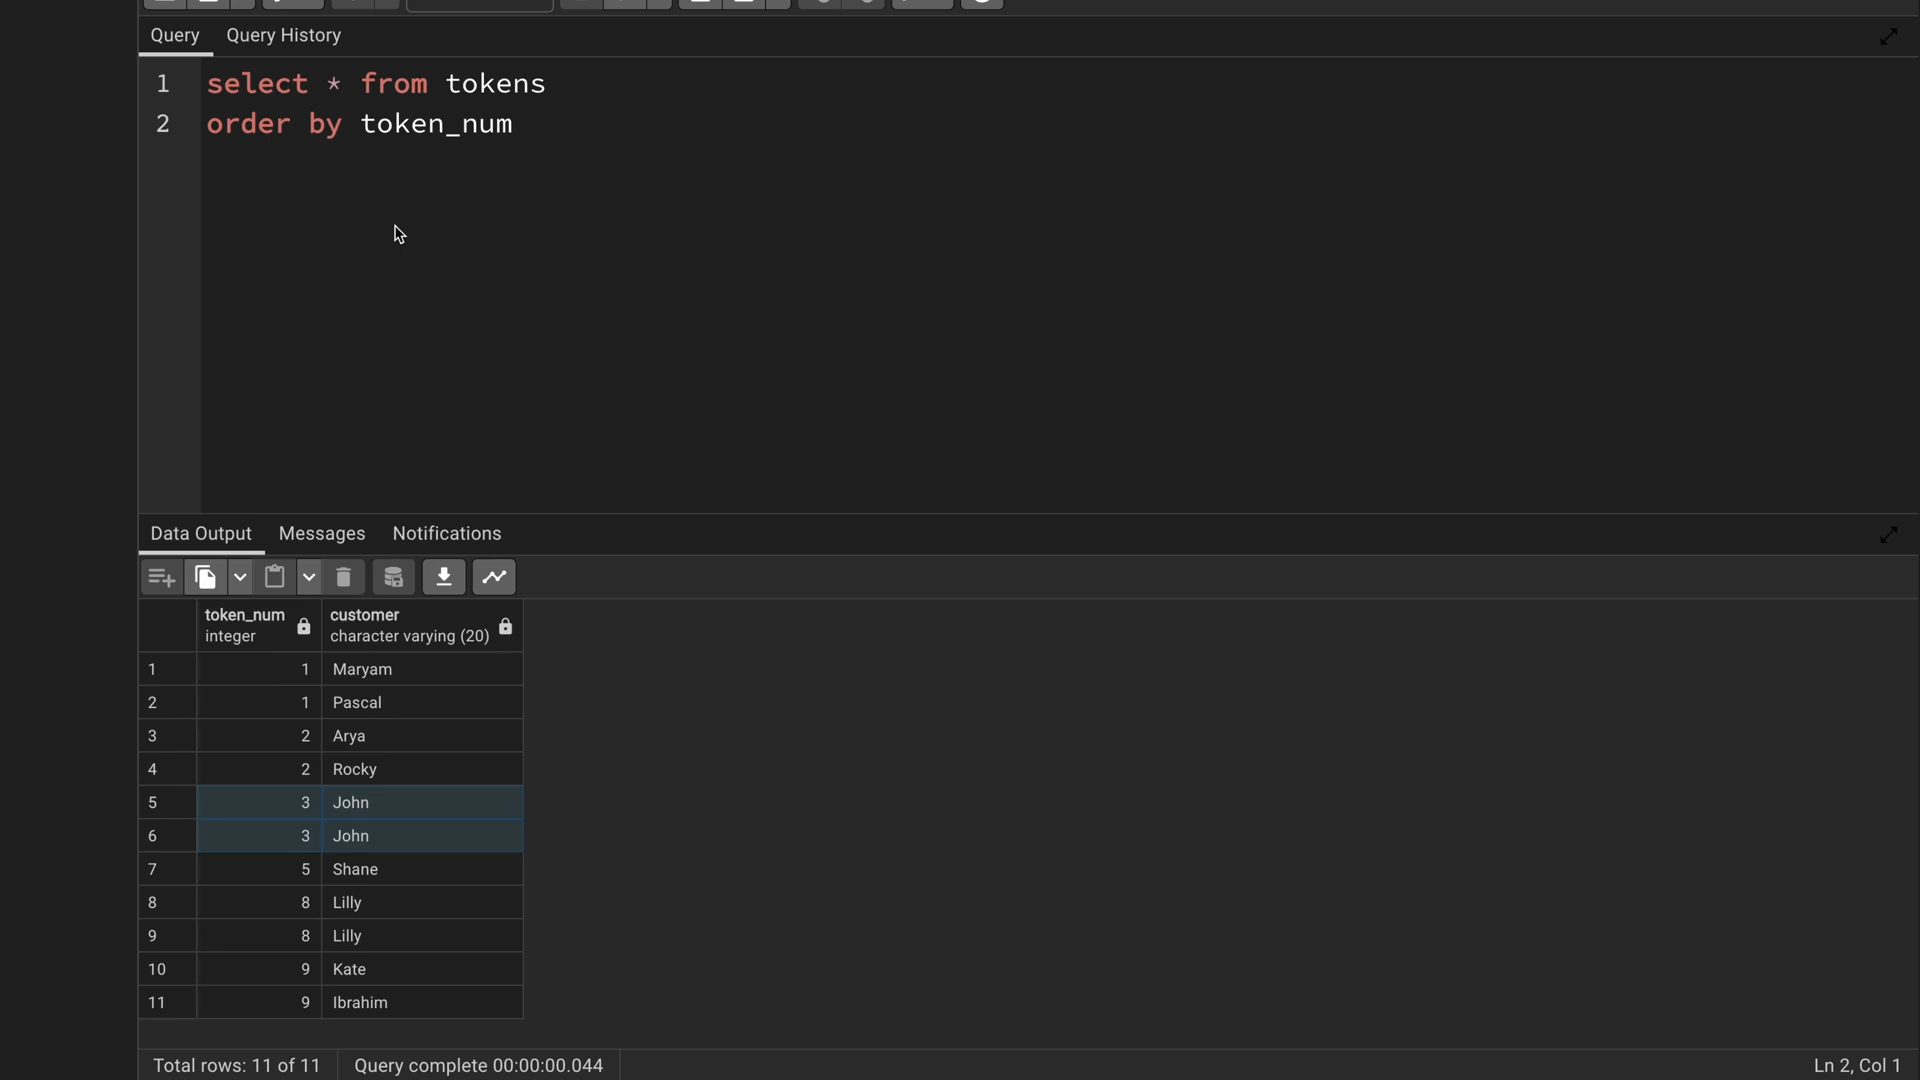 Query Query History
1 select * from tokens
2 order by token_num
Data Output Messages Notifications
token_num customer
integer character varying (20)
1 1 Maryam
2 1 Pascal
3 2 Arya
4 2 Rocky
5 3 John
6 3 John
7 5 Shane
8 8 Lilly
9 8 Lilly
10 9 Kate
11 9 Ibrahim
Total rows: 11 of 11 Query complete 00:00:00.044 Ln 2, Col 1